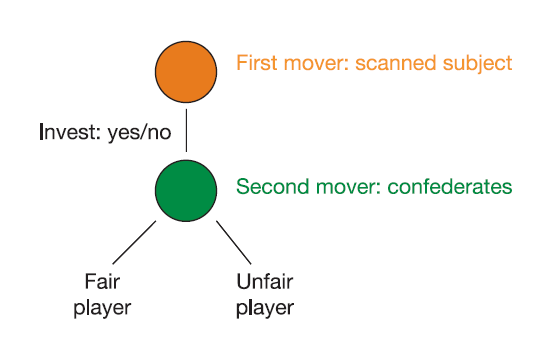 First mover: scanned subject
Invest: yes/no
Second mover: confederates
Fair
player
Unfair
player